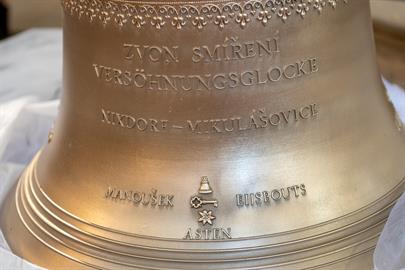 ZVON SMÍŘENÍ
VERSÖHNUNGSGLOCKE
NIXDORF – MIKULÁŠOVICE
MANOUŠEK EIJSBOUTS
ASTEN